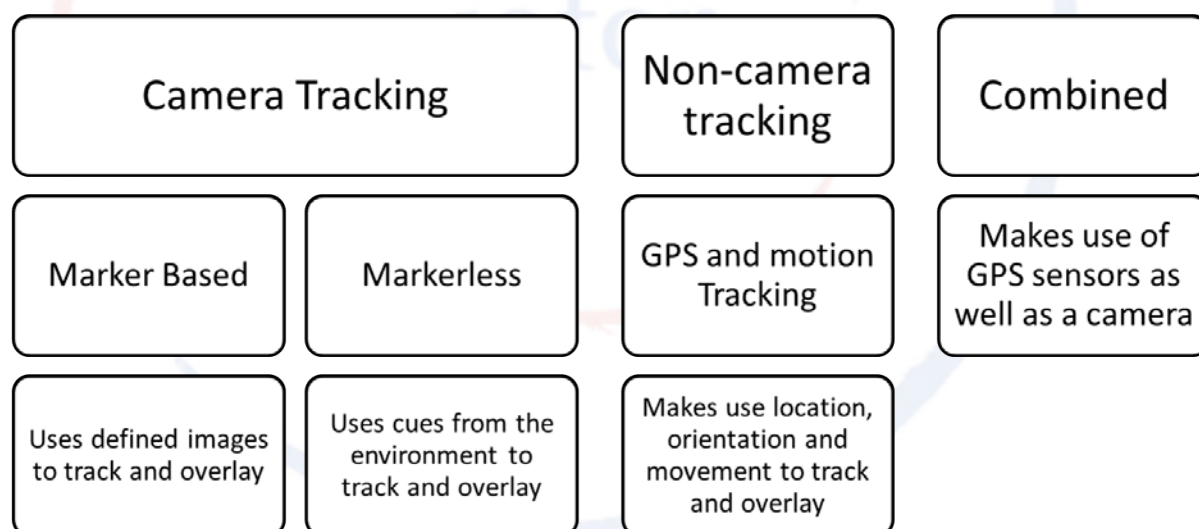 Camera Tracking
Non-camera
tracking
Combined
Marker Based
Markerless
GPS and motion
Tracking
Makes use of
GPS sensors as
well as a camera
Uses defined images
to track and overlay
Uses cues from the
environment to
track and overlay
Makes use location,
orientation and
movement to track
and overlay